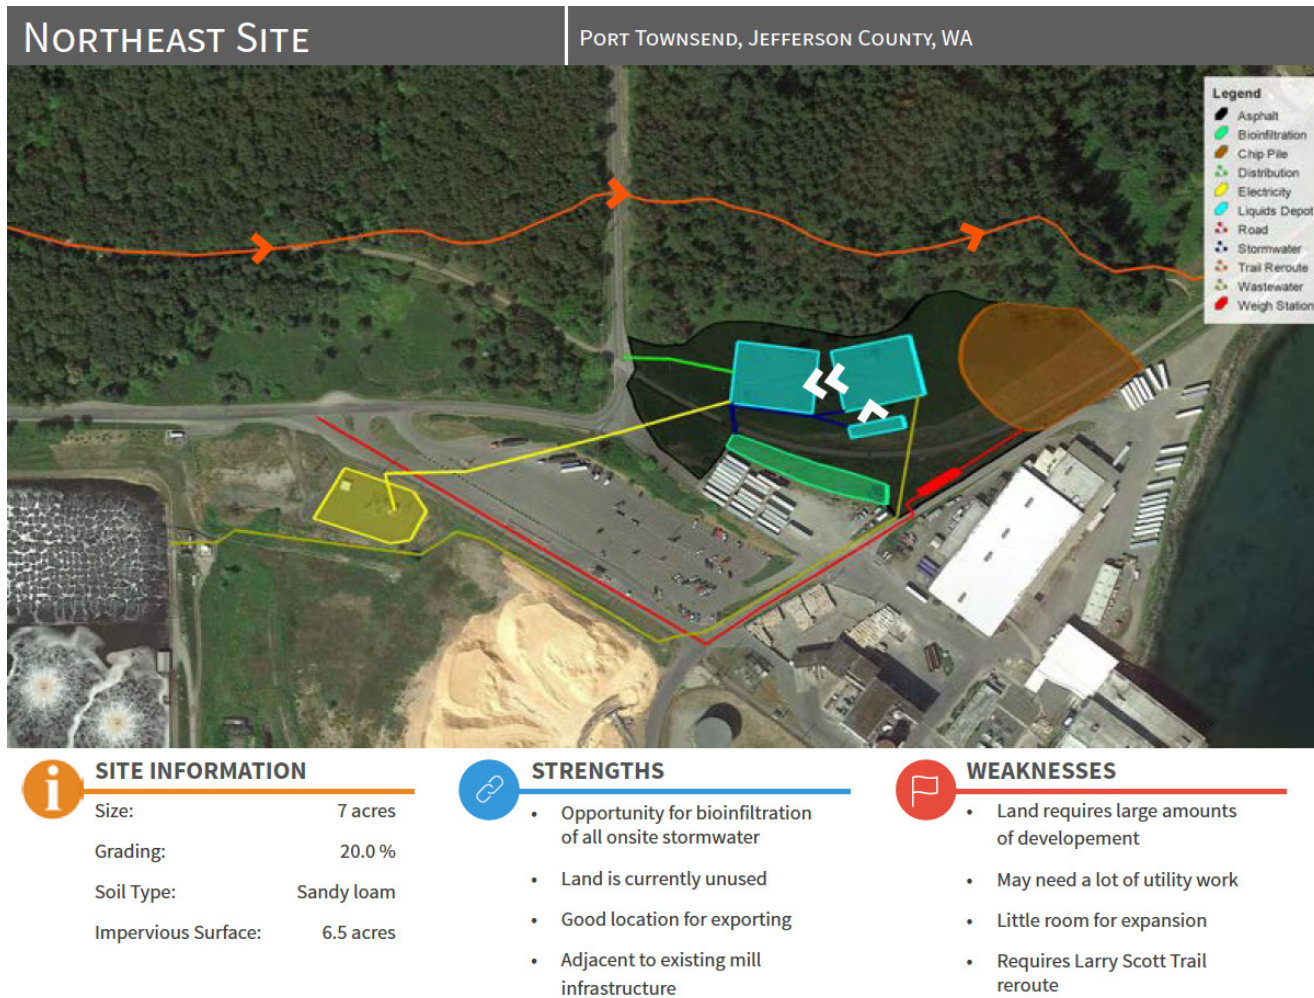 NORTHEAST SITE
PORT TOWNSEND, JEFFERSON COUNTY, WA
Legend
Asphalt
Bioinfiltration
Chip Pile
Distribution
Electricity
Liquids Depot
Road
Stormwater
Trail Reroute
Wastewater
Weigh Station
SITE INFORMATION
Size: 7 acres
Grading: 20.0 %
Soil Type: Sandy loam
Impervious Surface: 6.5 acres
STRENGTHS
• Opportunity for bioinfiltration
of all onsite stormwater
• Land is currently unused
• Good location for exporting
• Adjacent to existing mill
infrastructure
WEAKNESSES
• Land requires large amounts
of developement
• May need a lot of utility work
• Little room for expansion
• Requires Larry Scott Trail
reroute